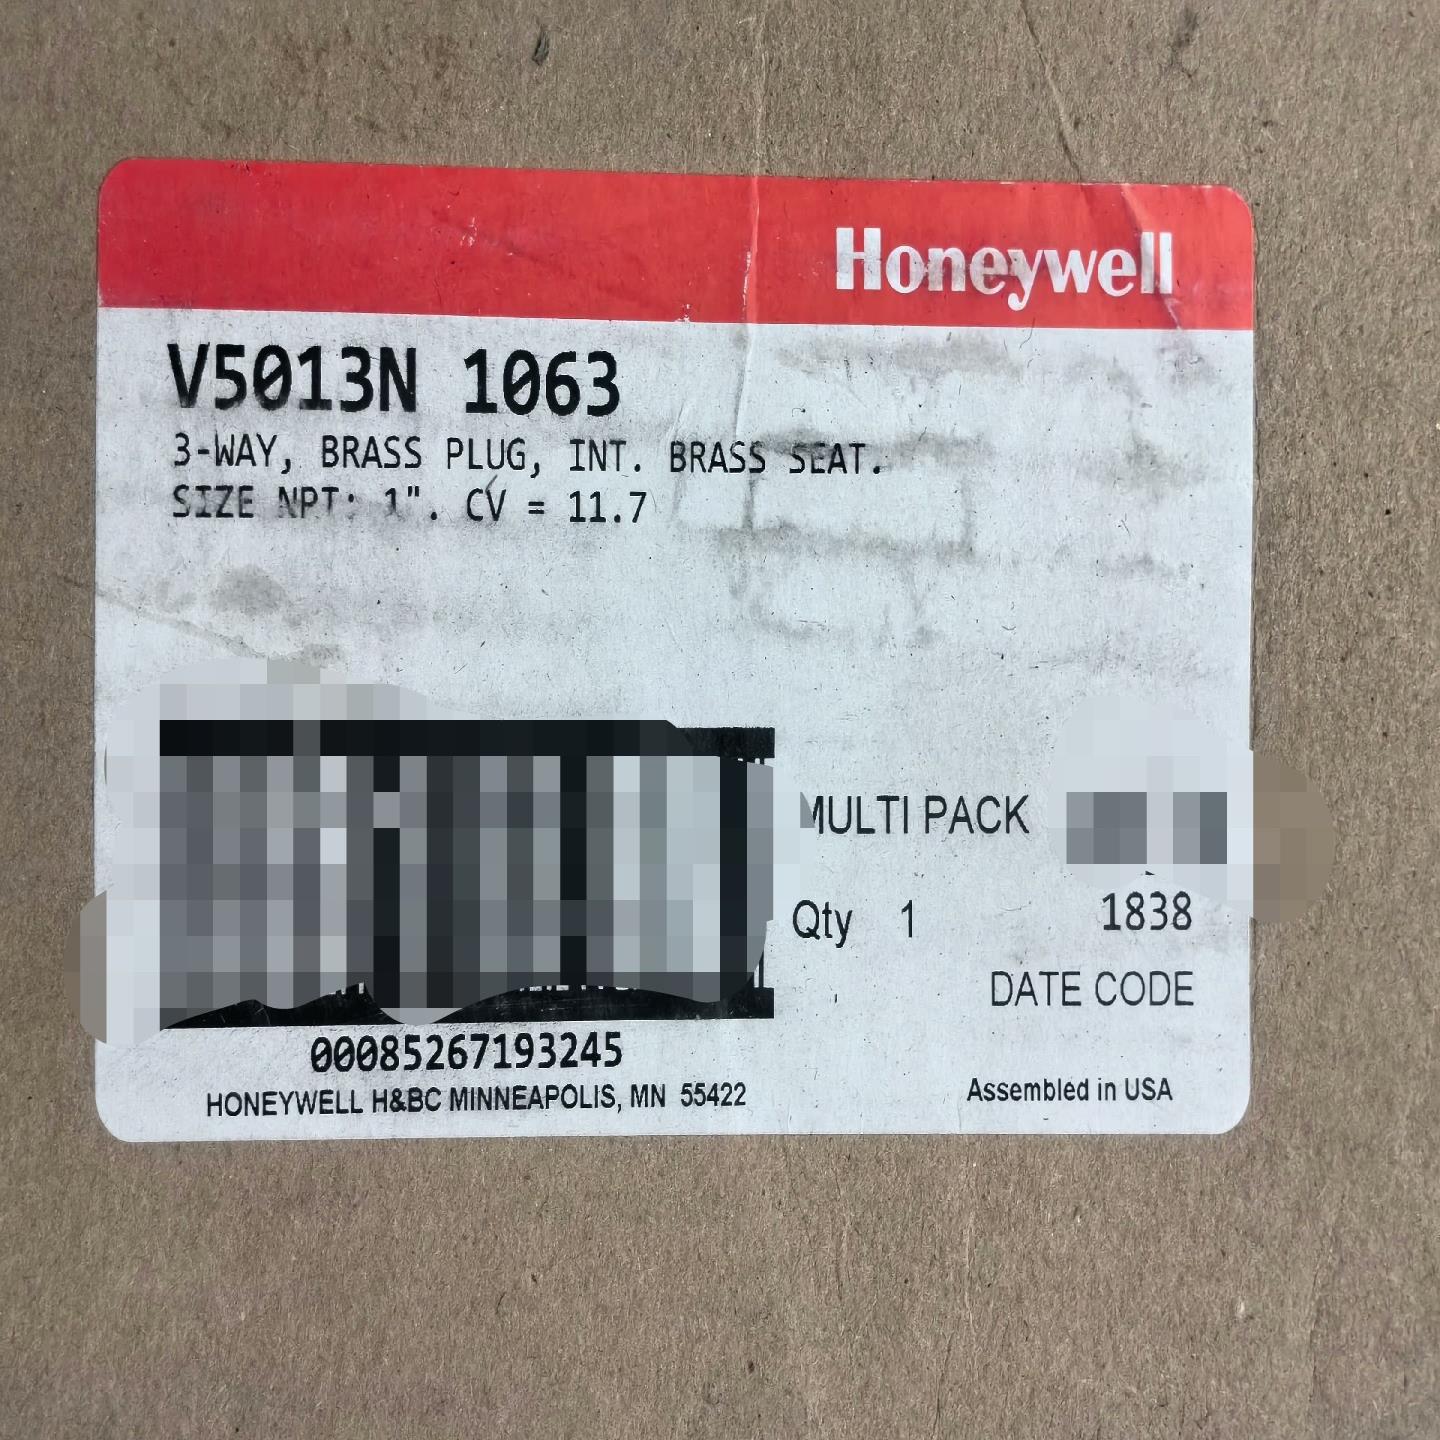 Honeywell
V5013N 1063
3-WAY, BRASS PLUG, INT. BRASS SEAT.
SIZE NPT: 1". CV = 11.7
MULTI PACK
Qty 1
1838
DATE CODE
00085267193245
HONEYWELL H&BC MINNEAPOLIS, MN 55422
Assembled in USA